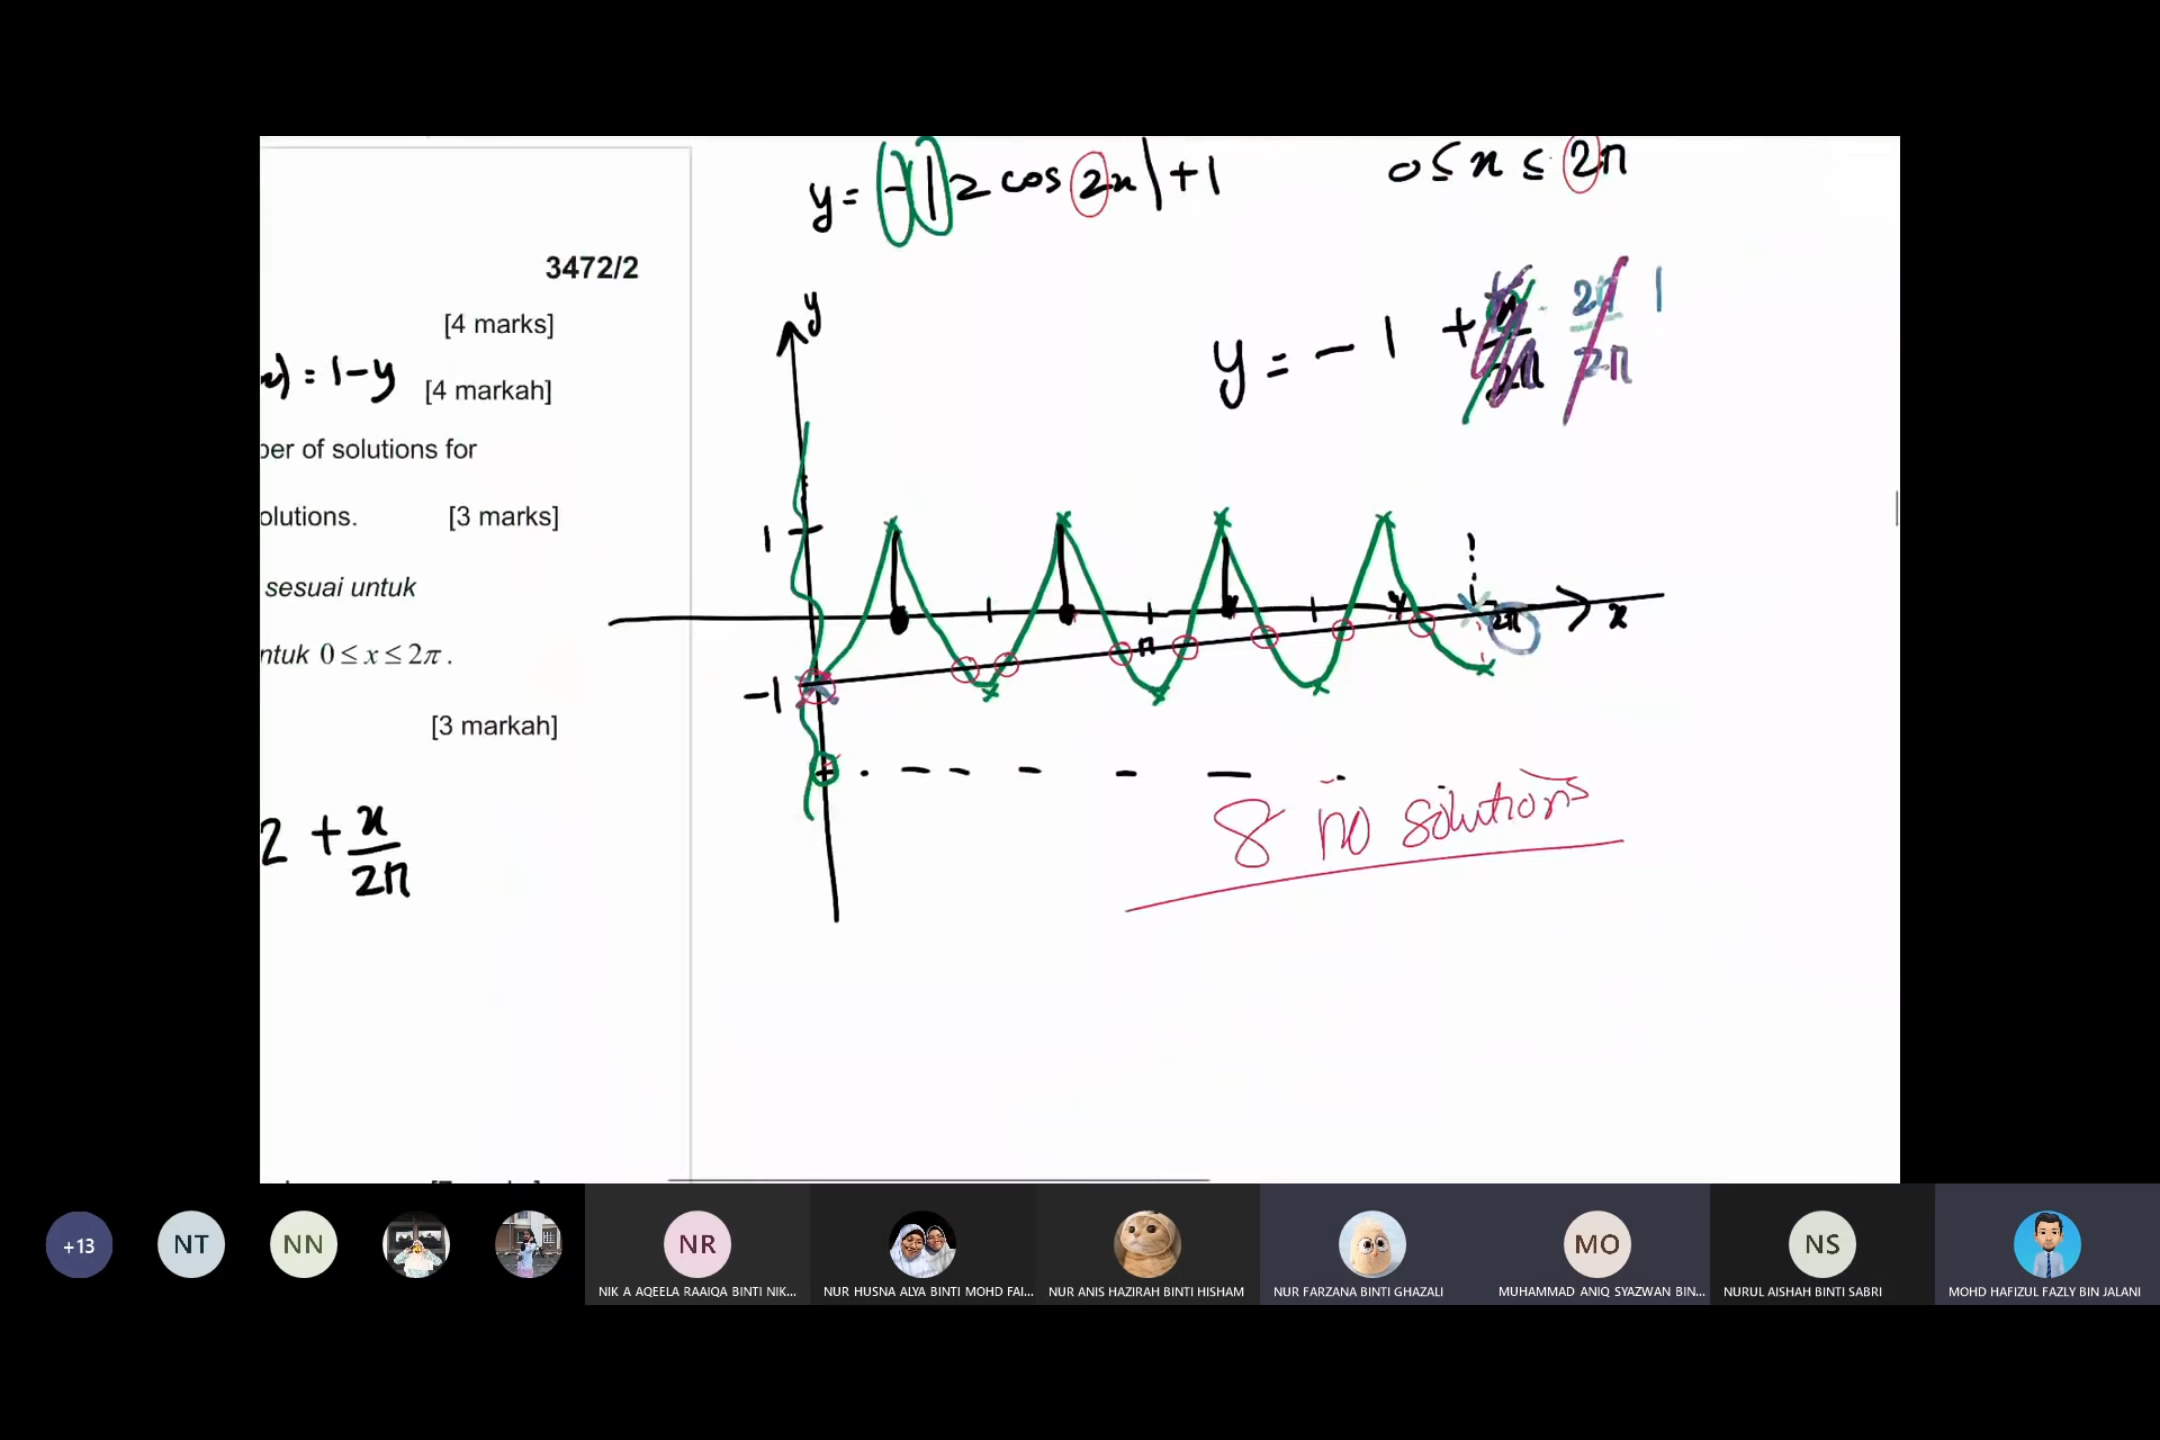 y = -|2 cos 2x| + 1 0 ≤ x ≤ 2π
3472/2
[4 marks]
= 1 - y
[4 markah]
y = - 1 + 2π 1
2π
y
per of solutions for
olutions. [3 marks]
sesuai untuk
ntuk 0 ≤ x ≤ 2π .
[3 markah]
1
-1
π
2π
x
2 + x
2π
8 no solutions
+13
NT
NN
NR
MO
NS
NIK A AQEELA RAAIQA BINTI NIK...
NUR HUSNA ALYA BINTI MOHD FAI...
NUR ANIS HAZIRAH BINTI HISHAM
NUR FARZANA BINTI GHAZALI
MUHAMMAD ANIQ SYAZWAN BIN...
NURUL AISHAH BINTI SABRI
MOHD HAFIZUL FAZLY BIN JALANI